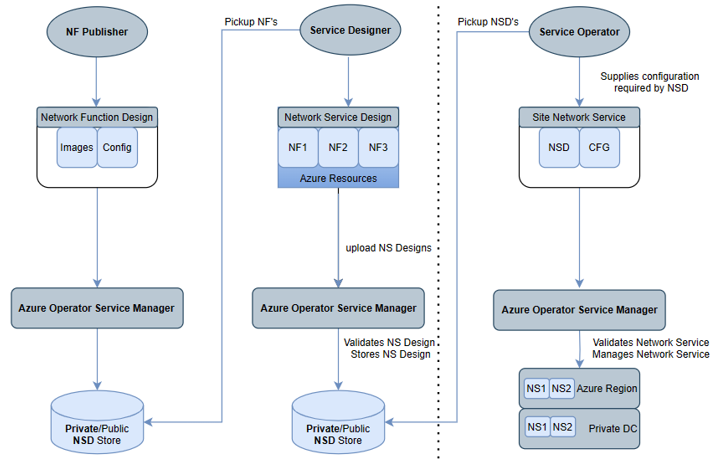 NF Publisher
Network Function Design
Images
Config
Azure Operator Service Manager
Private/Public
NSD Store
Pickup NF's
Service Designer
Network Service Design
NF1
NF2
NF3
Azure Resources
upload NS Designs
Azure Operator Service Manager
Validates NS Design
Stores NS Design
Private/Public
NSD Store
Pickup NSD's
Service Operator
Supplies configuration
required by NSD
Site Network Service
NSD
CFG
Azure Operator Service Manager
Validates Network Service
Manages Network Service
NS1
NS2
Azure Region
NS1
NS2
Private DC